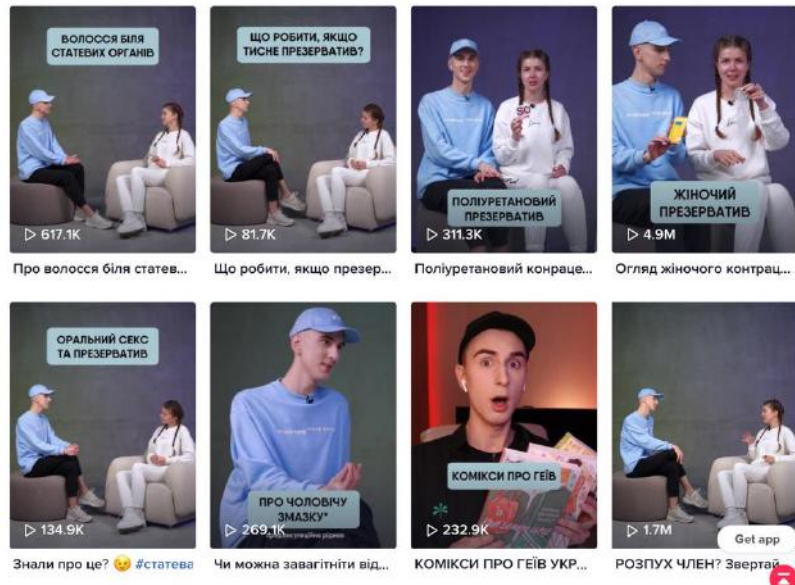 ВОЛОССЯ БІЛЯ
СТАТЕВИХ ОРГАНІВ
617.1K
Про волосся біля статев...
ЩО РОБИТИ, ЯКЩО
ТИСНЕ ПРЕЗЕРВАТИВ?
81.7K
Що робити, якщо презер...
ПОЛІУРЕТАНОВИЙ
ПРЕЗЕРВАТИВ
311.3K
Поліуретановий конраце...
ЖІНОЧИЙ
ПРЕЗЕРВАТИВ
4.9M
Огляд жіночого контрац...
ОРАЛЬНИЙ СЕКС
ТА ПРЕЗЕРВАТИВ
134.9K
Знали про це? 😉 #статева
ПРО ЧОЛОВІЧУ
ЗМАЗКУ*
269.1K
Чи можна завагітніти від...
КОМІКСИ ПРО ГЕЇВ
232.9K
КОМІКСИ ПРО ГЕЇВ УКР...
1.7M
Get app
РОЗПУХ ЧЛЕН? Звертай